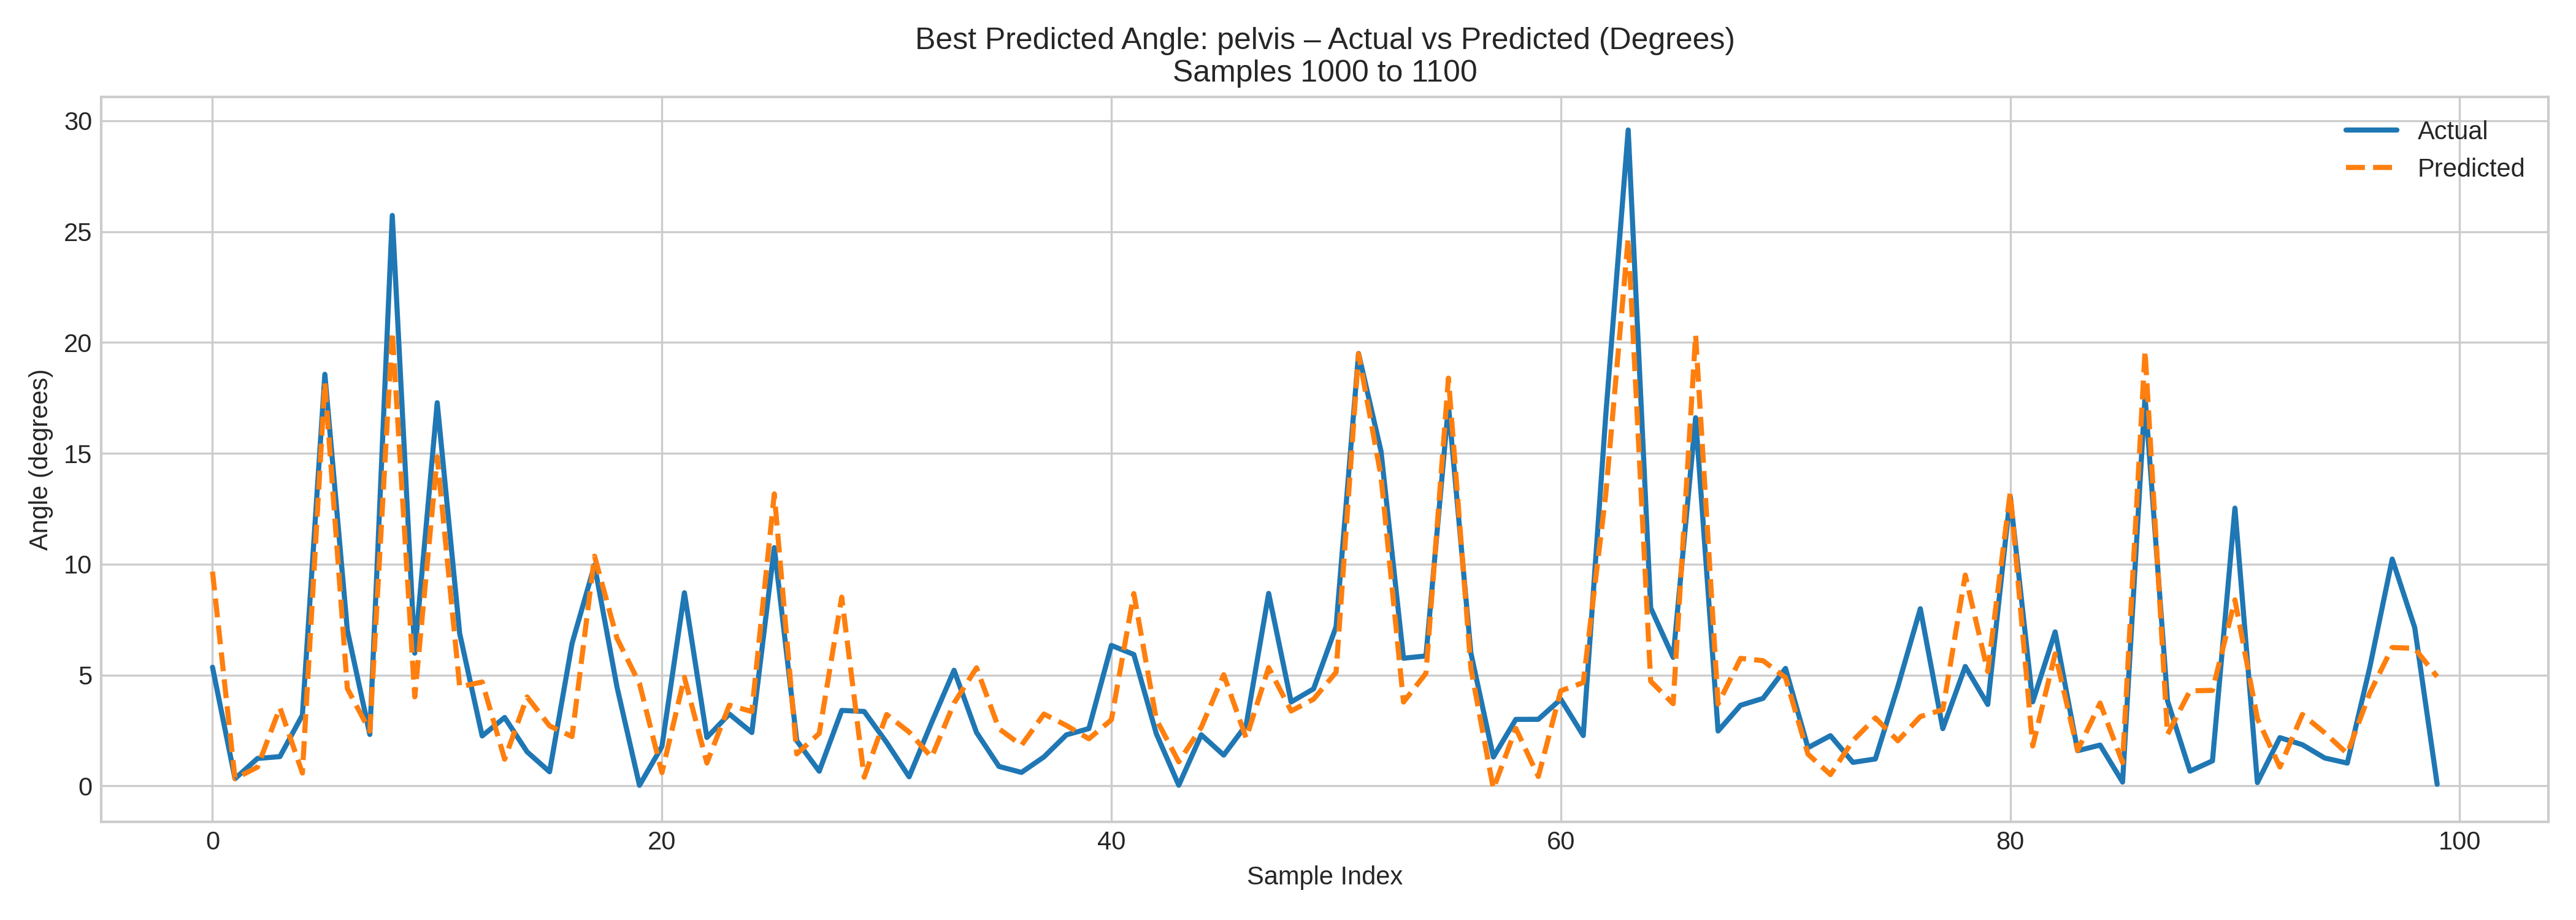 Best Predicted Angle: pelvis – Actual vs Predicted (Degrees)
Samples 1000 to 1100
Actual
Predicted
Angle (degrees)
30
25
20
15
10
5
0
0
20
40
60
80
100
Sample Index